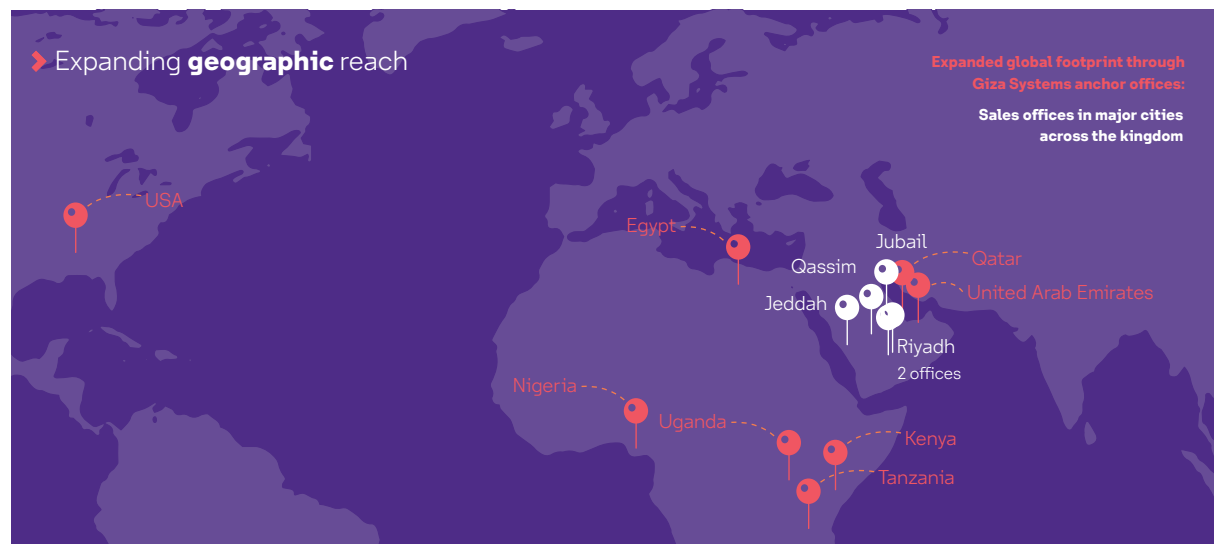 Expanding geographic reach
Expanded global footprint through
Giza Systems anchor offices:
Sales offices in major cities
across the kingdom
USA
Egypt
Jubail
Qassim
Qatar
Jeddah
United Arab Emirates
Riyadh
2 offices
Nigeria
Uganda
Kenya
Tanzania